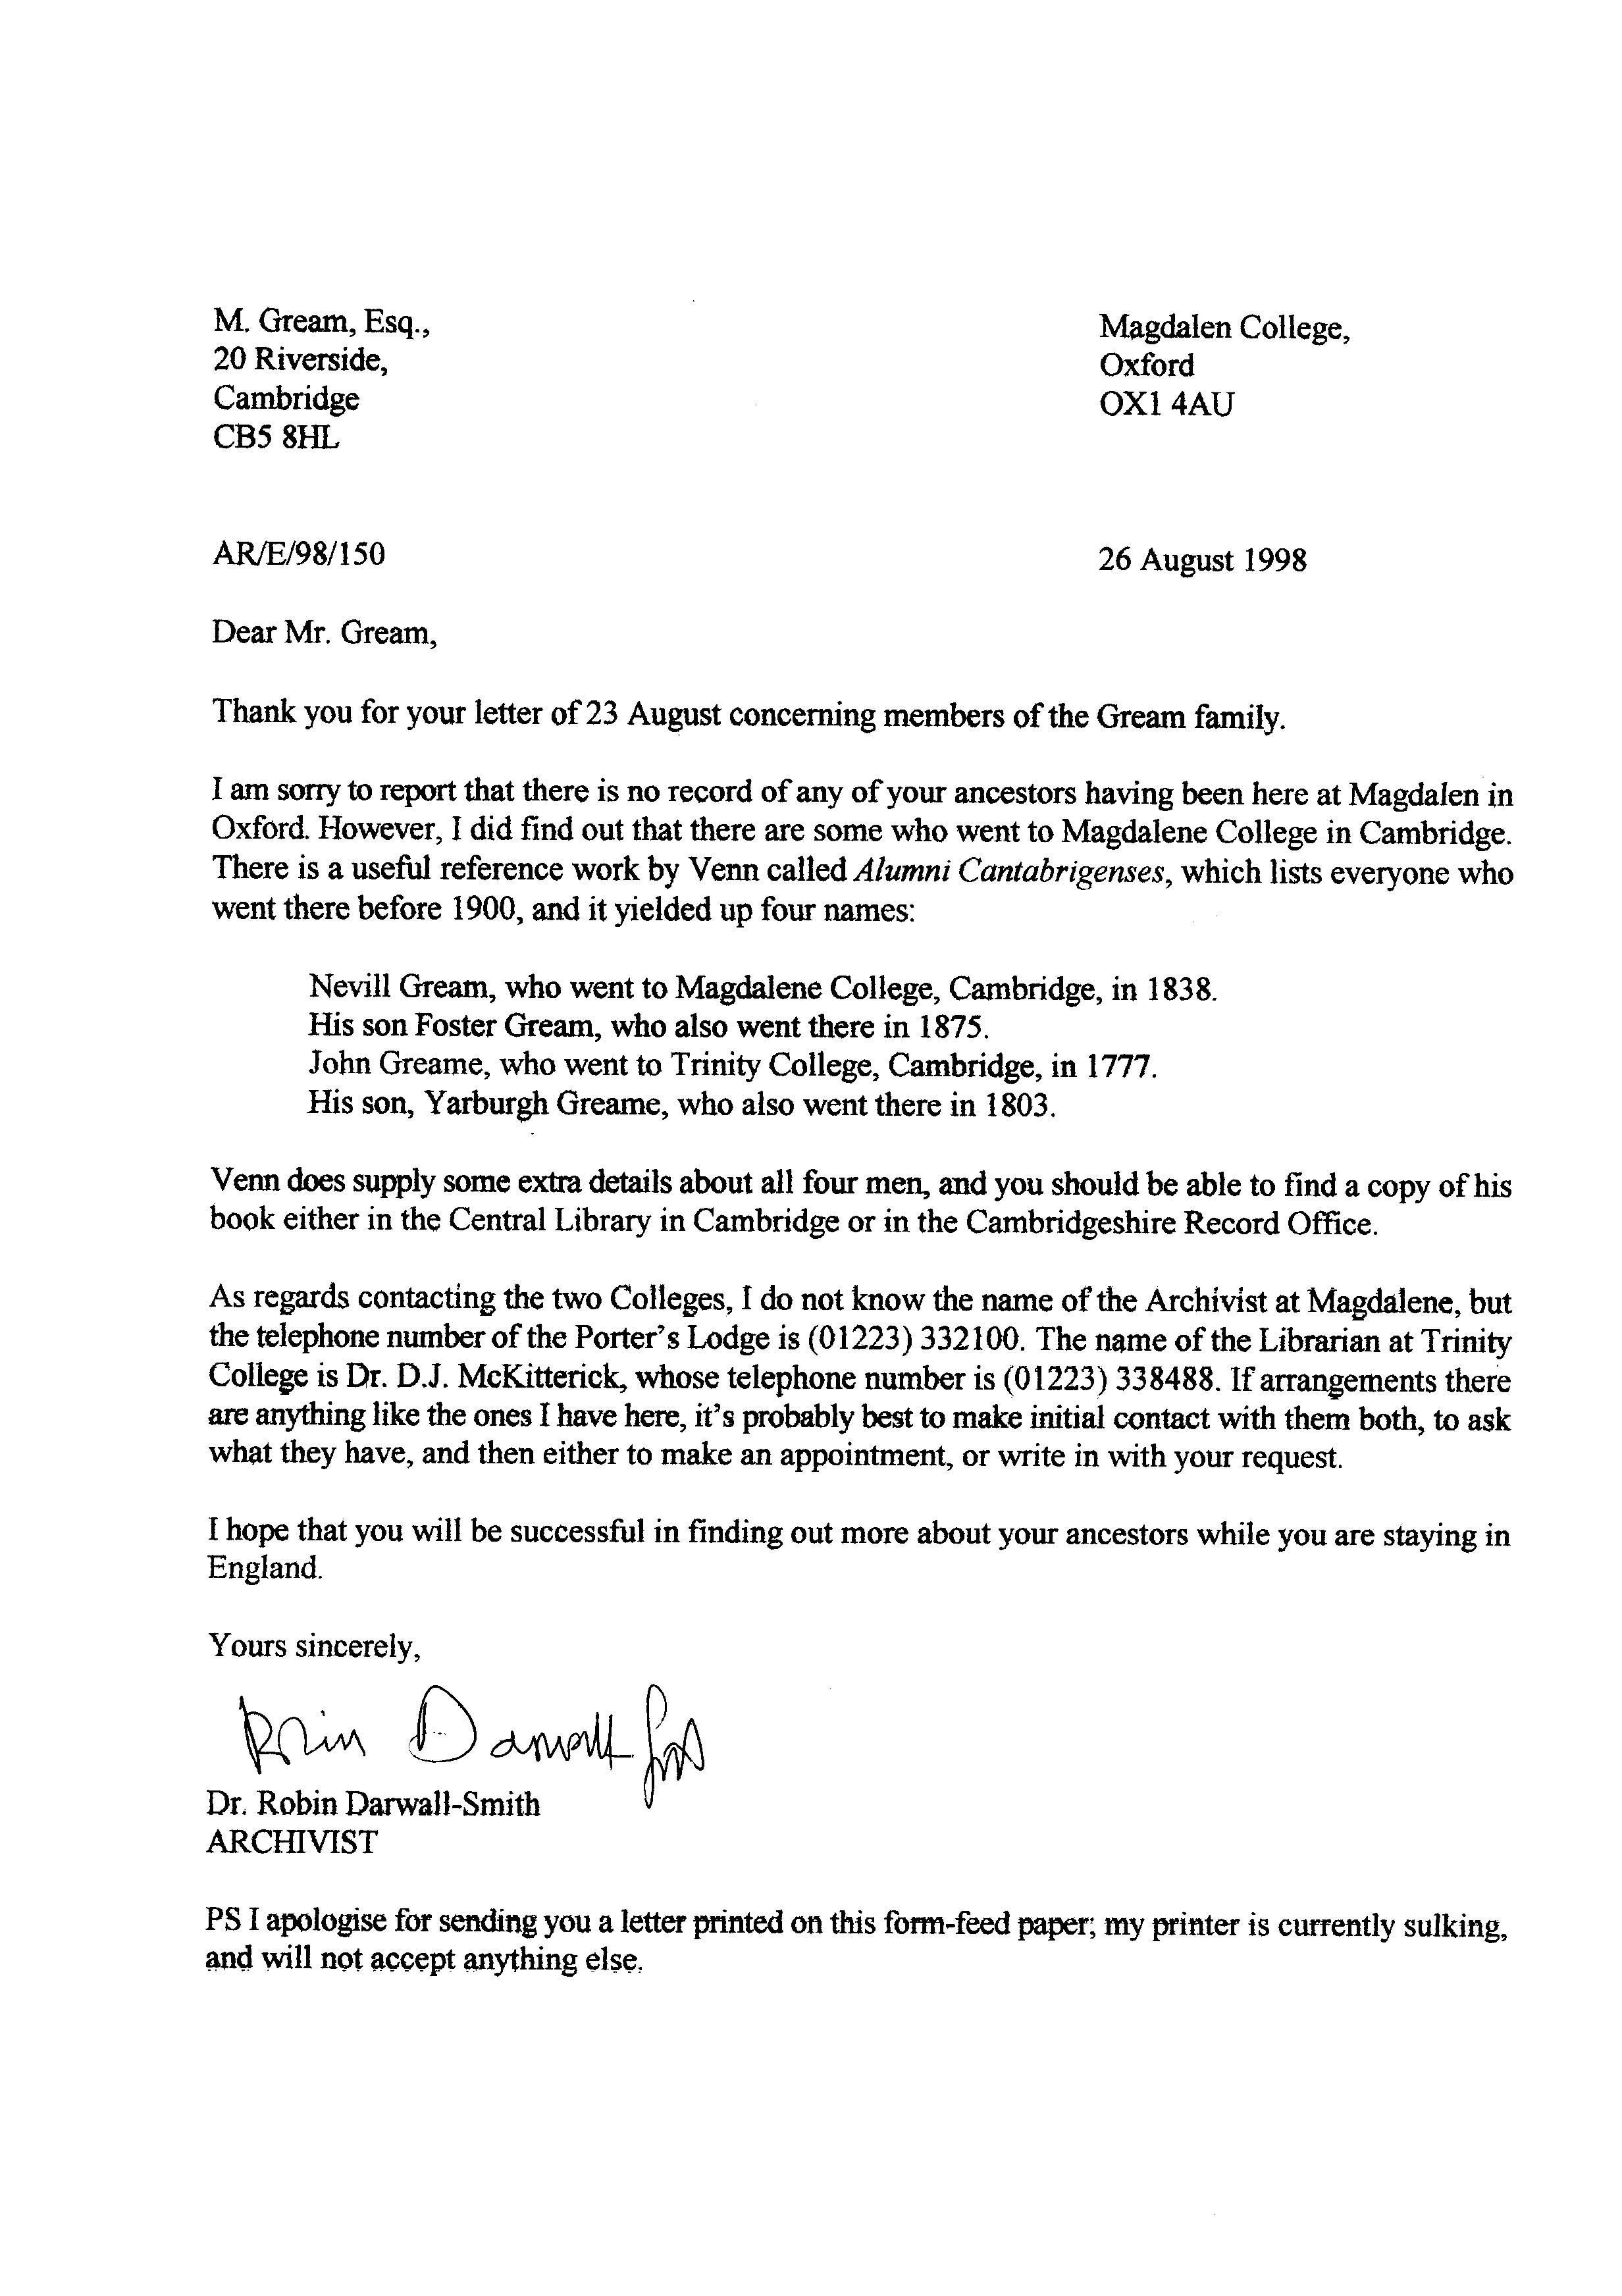 M. Gream, Esq.,
20 Riverside,
Cambridge
CB5 8HL
Magdalen College,
Oxford
OX1 4AU
AR/E/98/150
26 August 1998
Dear Mr. Gream,
Thank you for your letter of 23 August concerning members of the Gream family.
I am sorry to report that there is no record of any of your ancestors having been here at Magdalen in
Oxford. However, I did find out that there are some who went to Magdalene College in Cambridge.
There is a useful reference work by Venn called Alumni Cantabrigenses, which lists everyone who
went there before 1900, and it yielded up four names:
Nevill Gream, who went to Magdalene College, Cambridge, in 1838.
His son Foster Gream, who also went there in 1875.
John Greame, who went to Trinity College, Cambridge, in 1777.
His son, Yarburgh Greame, who also went there in 1803.
Venn does supply some extra details about all four men, and you should be able to find a copy of his
book either in the Central Library in Cambridge or in the Cambridgeshire Record Office.
As regards contacting the two Colleges, I do not know the name of the Archivist at Magdalene, but
the telephone number of the Porter's Lodge is (01223) 332100. The name of the Librarian at Trinity
College is Dr. D.J. McKitterick, whose telephone number is (01223) 338488. If arrangements there
are anything like the ones I have here, it's probably best to make initial contact with them both, to ask
what they have, and then either to make an appointment, or write in with your request.
I hope that you will be successful in finding out more about your ancestors while you are staying in
England.
Yours sincerely,
Robin Darwall-Smith
Dr. Robin Darwall-Smith
ARCHIVIST
PS I apologise for sending you a letter printed on this form-feed paper; my printer is currently sulking,
and will not accept anything else.